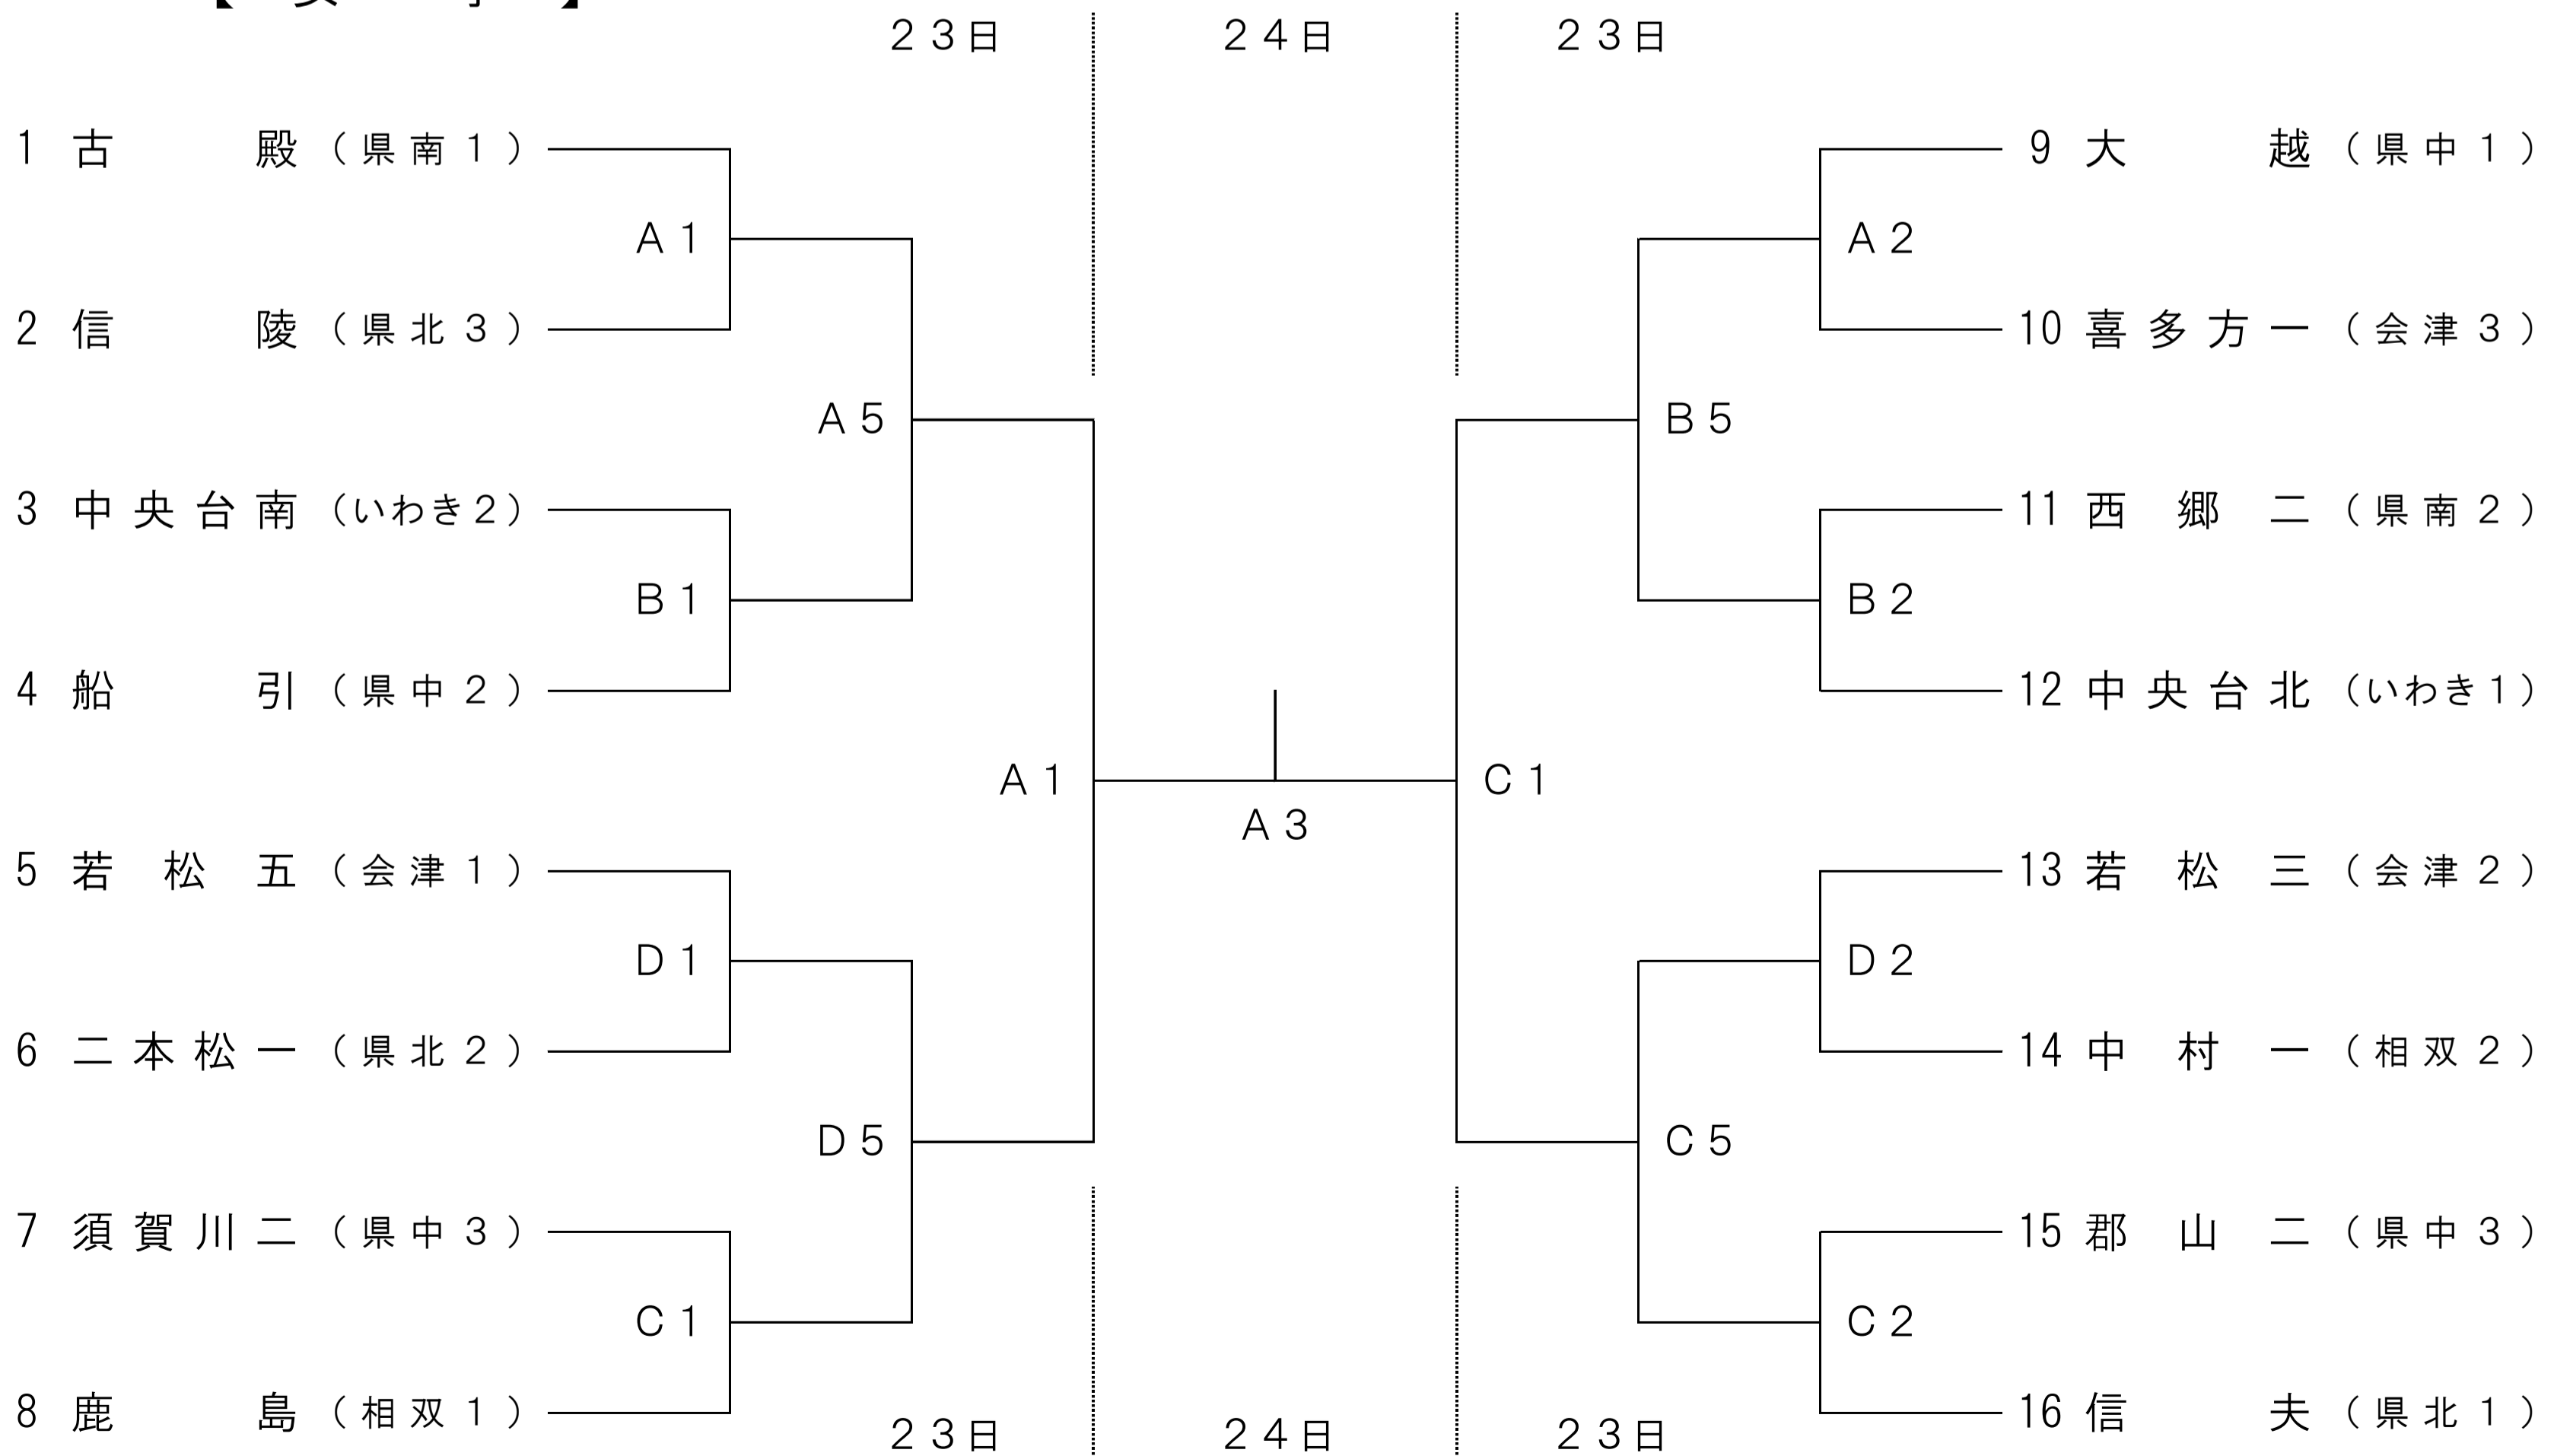 ２３日 ２４日 ２３日
1 古殿（県南１） 9 大越（県中１）
A１ A２
2 信陵（県北３） 10 喜多方一（会津３）
A５ B５
3 中央台南（いわき２） 11 西郷二（県南２）
B１ B２
4 船引（県中２） 12 中央台北（いわき１）
A１ C１
A３
5 若松五（会津１） 13 若松三（会津２）
D１ D２
6 二本松一（県北２） 14 中村一（相双２）
D５ C５
7 須賀川二（県中３） 15 郡山二（県中３）
C１ C２
8 鹿島（相双１） 16 信夫（県北１）
２３日 ２４日 ２３日